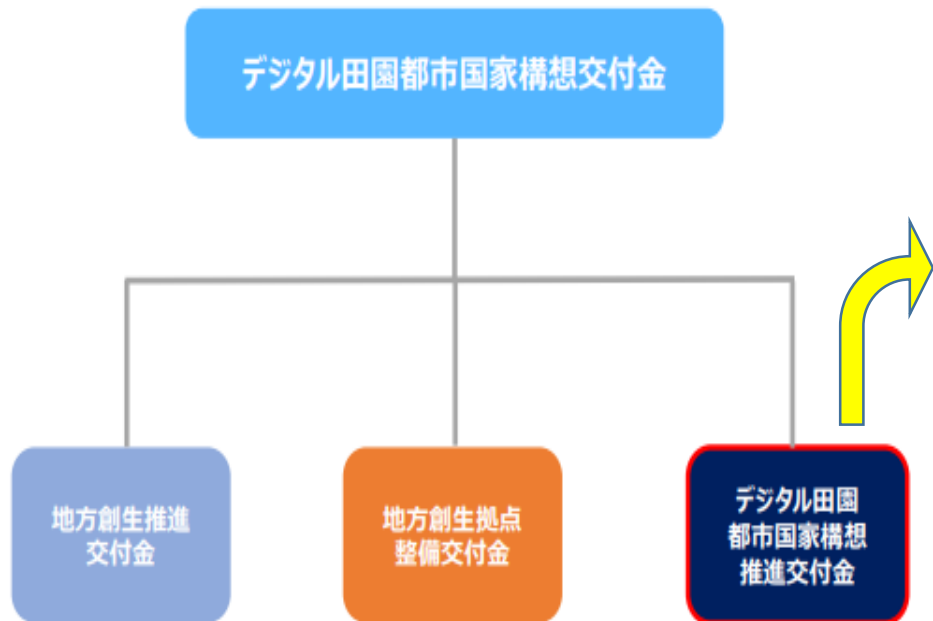 デジタル田園都市国家構想交付金
地方創生推進
交付金
地方創生拠点
整備交付金
デジタル田園
都市国家構想
推進交付金